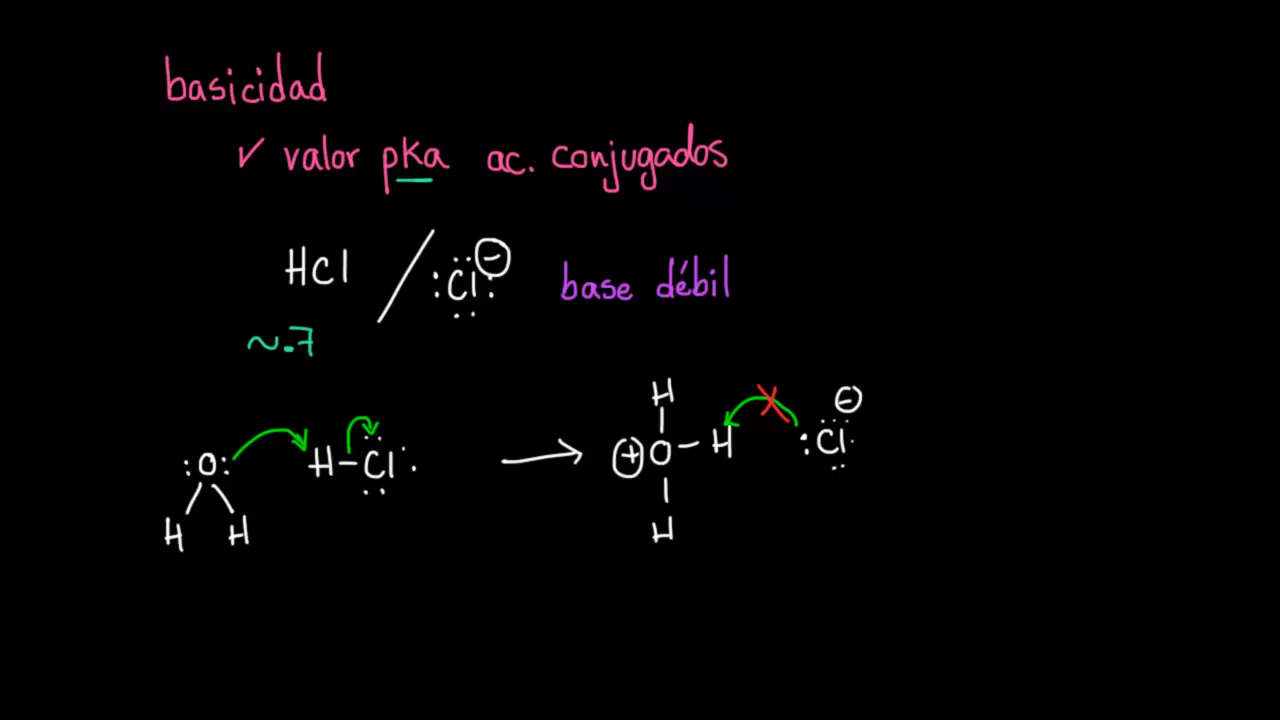 basicidad
✓ valor pKa ac. conjugados
HCl / :Cl: ⊖ base débil
~-7
:O: H-Cl: → ⊕ O-H :Cl: ⊖
H H H H